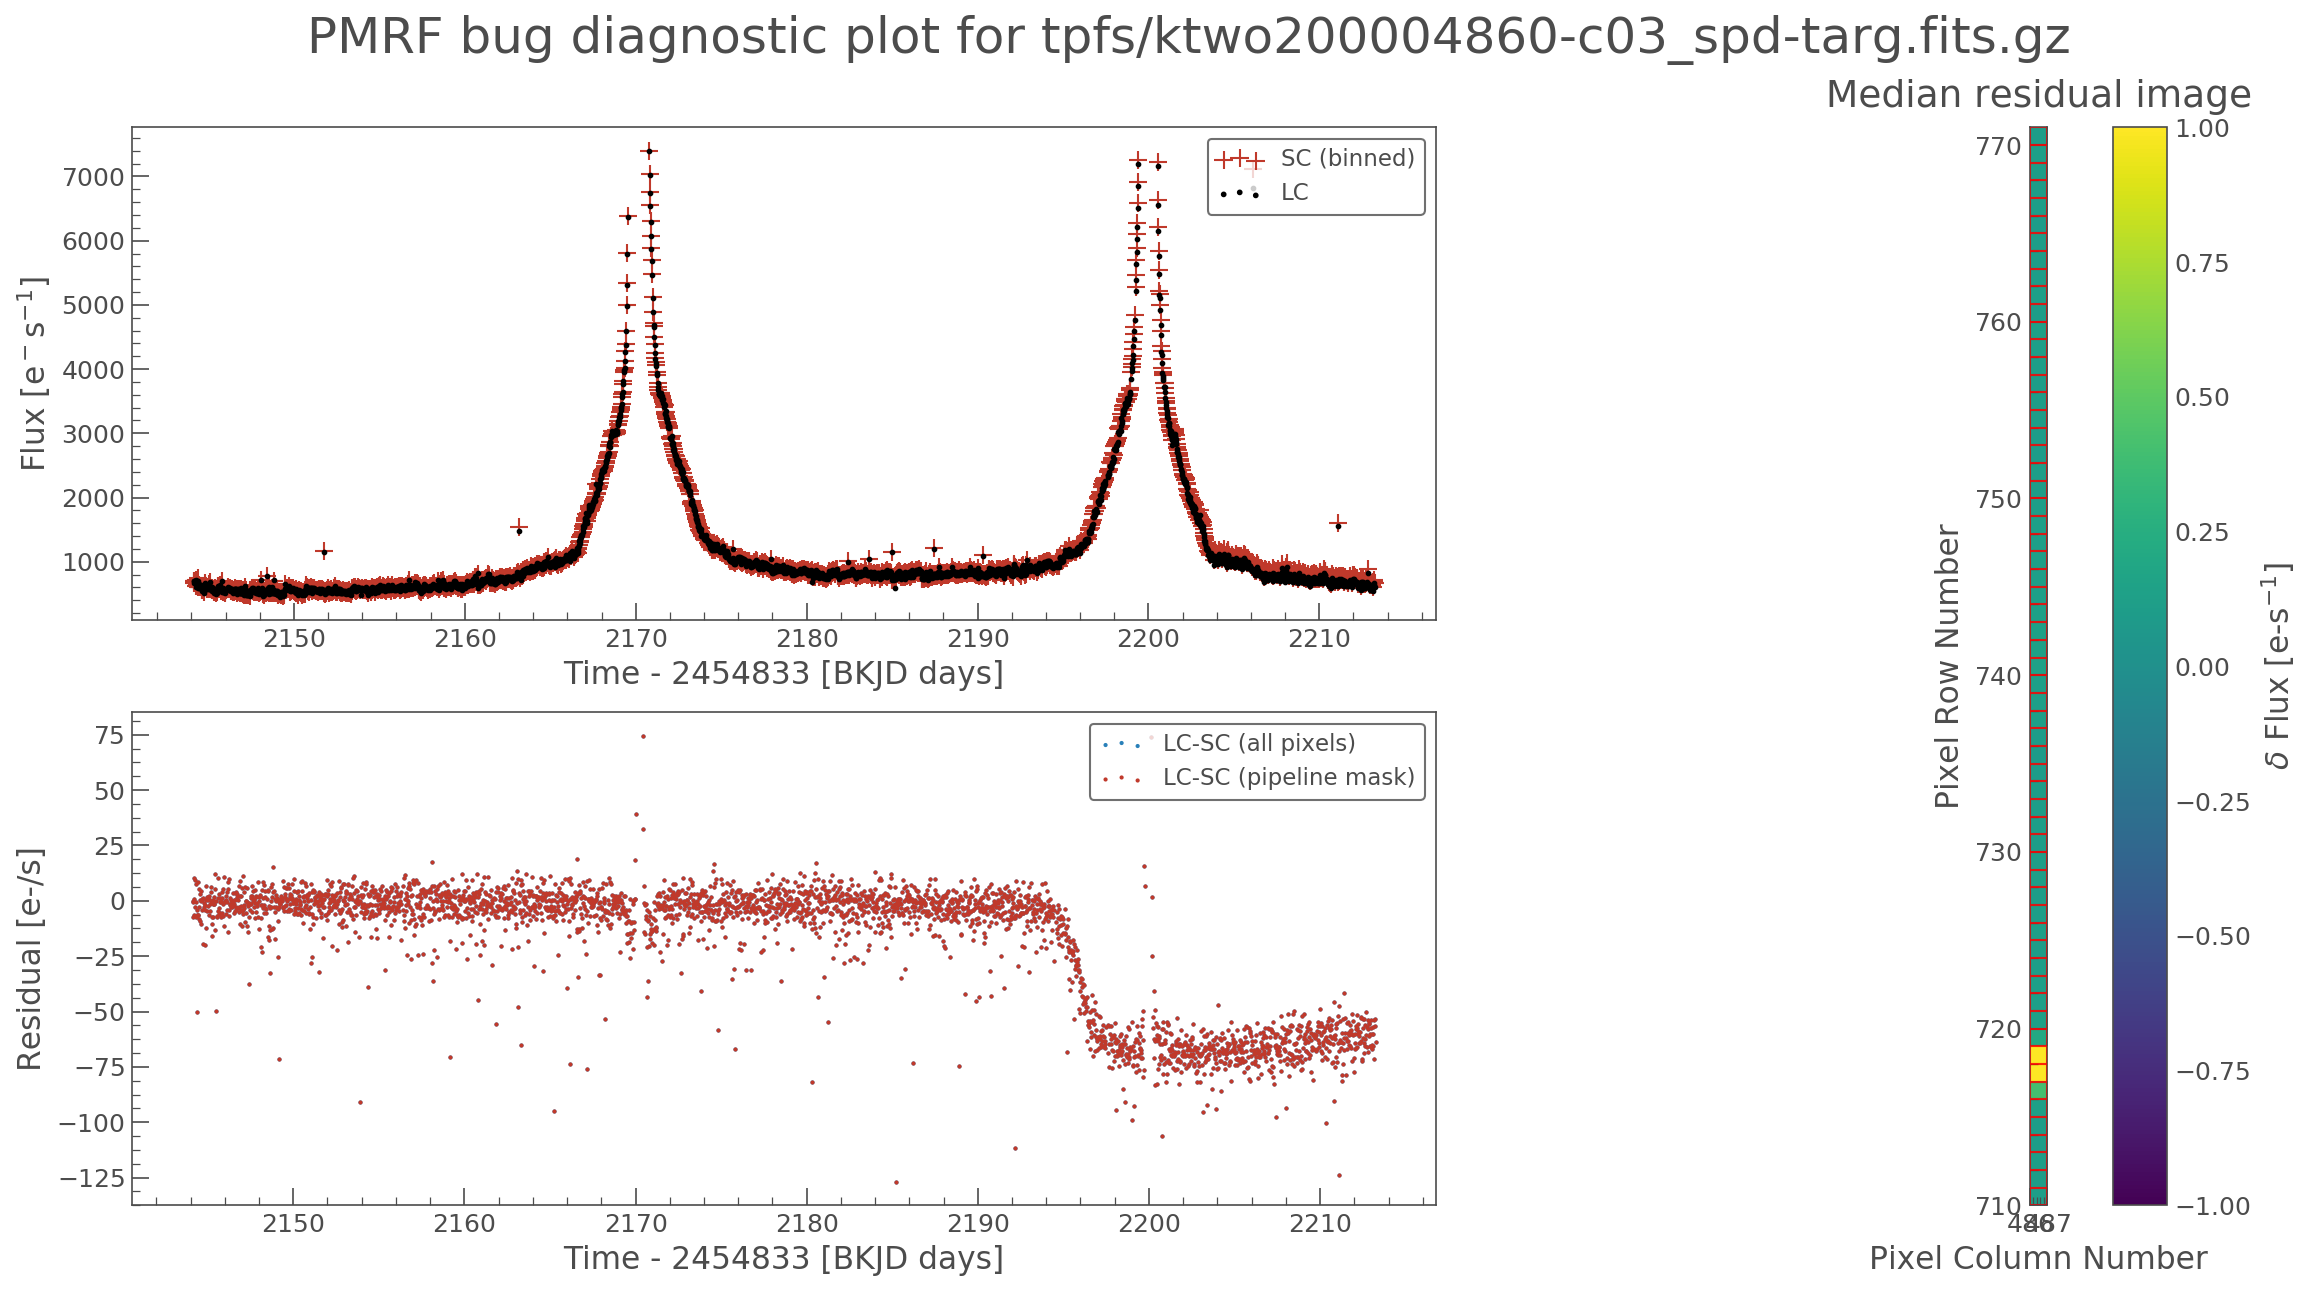 PMRF bug diagnostic plot for tpfs/ktwo200004860-c03_spd-targ.fits.gz
Flux [e⁻ s⁻¹]
7000
6000
5000
4000
3000
2000
1000
SC (binned)
LC
2150 2160 2170 2180 2190 2200 2210
Time - 2454833 [BKJD days]
Residual [e-/s]
75
50
25
0
−25
−50
−75
−100
−125
LC-SC (all pixels)
LC-SC (pipeline mask)
2150 2160 2170 2180 2190 2200 2210
Time - 2454833 [BKJD days]
Median residual image
Pixel Row Number
770
760
750
740
730
720
710
486 487
Pixel Column Number
1.00
0.75
0.50
0.25
0.00
−0.25
−0.50
−0.75
−1.00
δ Flux [e-s⁻¹]